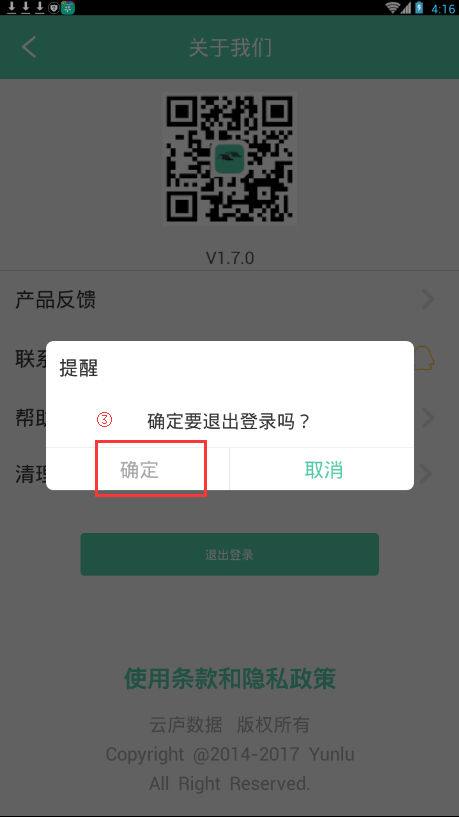 4:16
关于我们
V1.7.0
产品反馈
联系
提醒
③ 确定要退出登录吗？
帮助
确定 取消
清理
退出登录
使用条款和隐私政策
云庐数据 版权所有
Copyright @2014-2017 Yunlu
All Right Reserved.